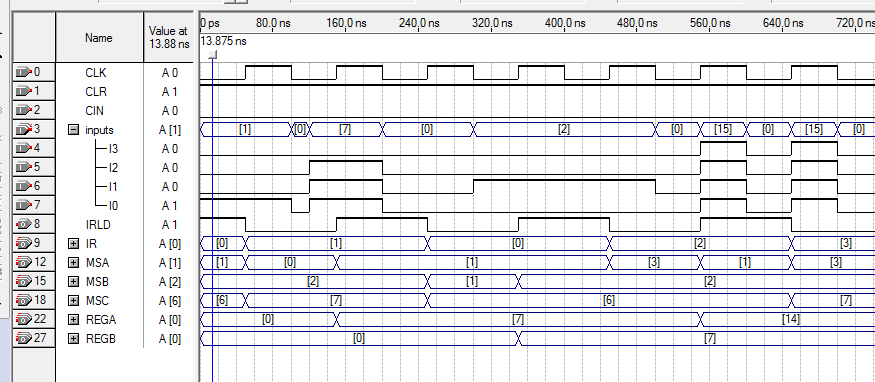 Name
Value at
13.88 ns
0 ps
80.0 ns
160.0 ns
240.0 ns
320.0 ns
400.0 ns
480.0 ns
560.0 ns
640.0 ns
720.0 n
13.875 ns
0 CLK A 0
1 CLR A 1
2 CIN A 0
3 inputs A [1] [1] [0] [7] [0] [2] [0] [15] [0] [15] [0]
4 I3 A 0
5 I2 A 0
6 I1 A 0
7 I0 A 1
8 IRLD A 1
9 IR A [0] [0] [1] [0] [2] [3]
12 MSA A [1] [1] [0] [1] [3] [1] [3]
15 MSB A [2] [2] [1] [2]
18 MSC A [6] [6] [7] [6] [7]
22 REGA A [0] [0] [7] [14]
27 REGB A [0] [0] [7]